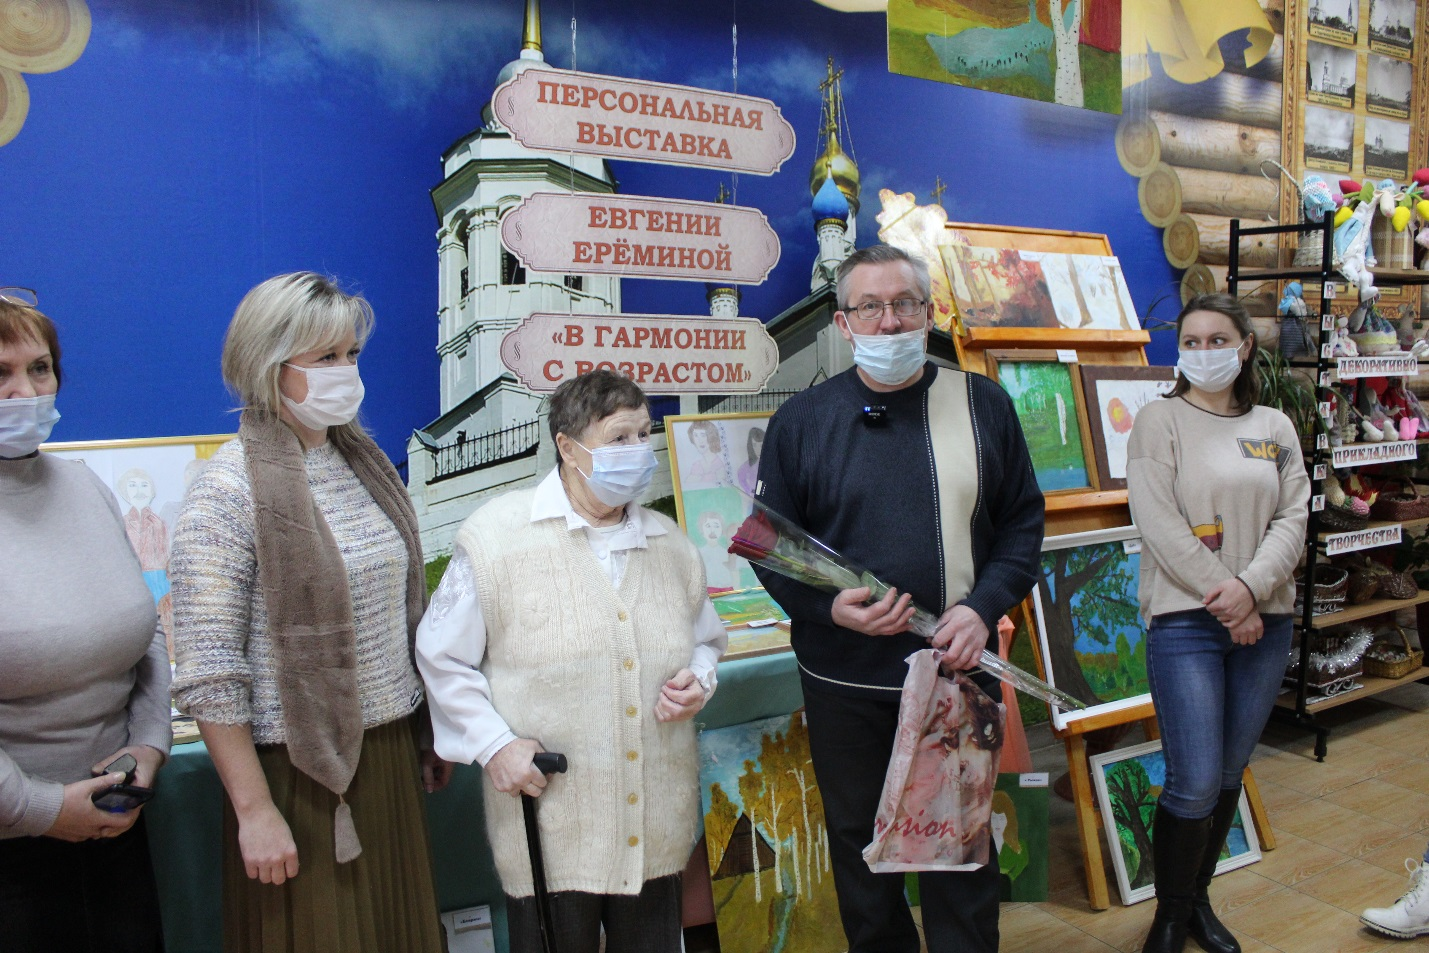 ПЕРСОНАЛЬНАЯ
ВЫСТАВКА
ЕВГЕНИИ
ЕРЁМИНОЙ
«В ГАРМОНИИ
С ВОЗРАСТОМ»
ДЕКОРАТИВНО
ПРИКЛАДНОГО
ТВОРЧЕСТВА